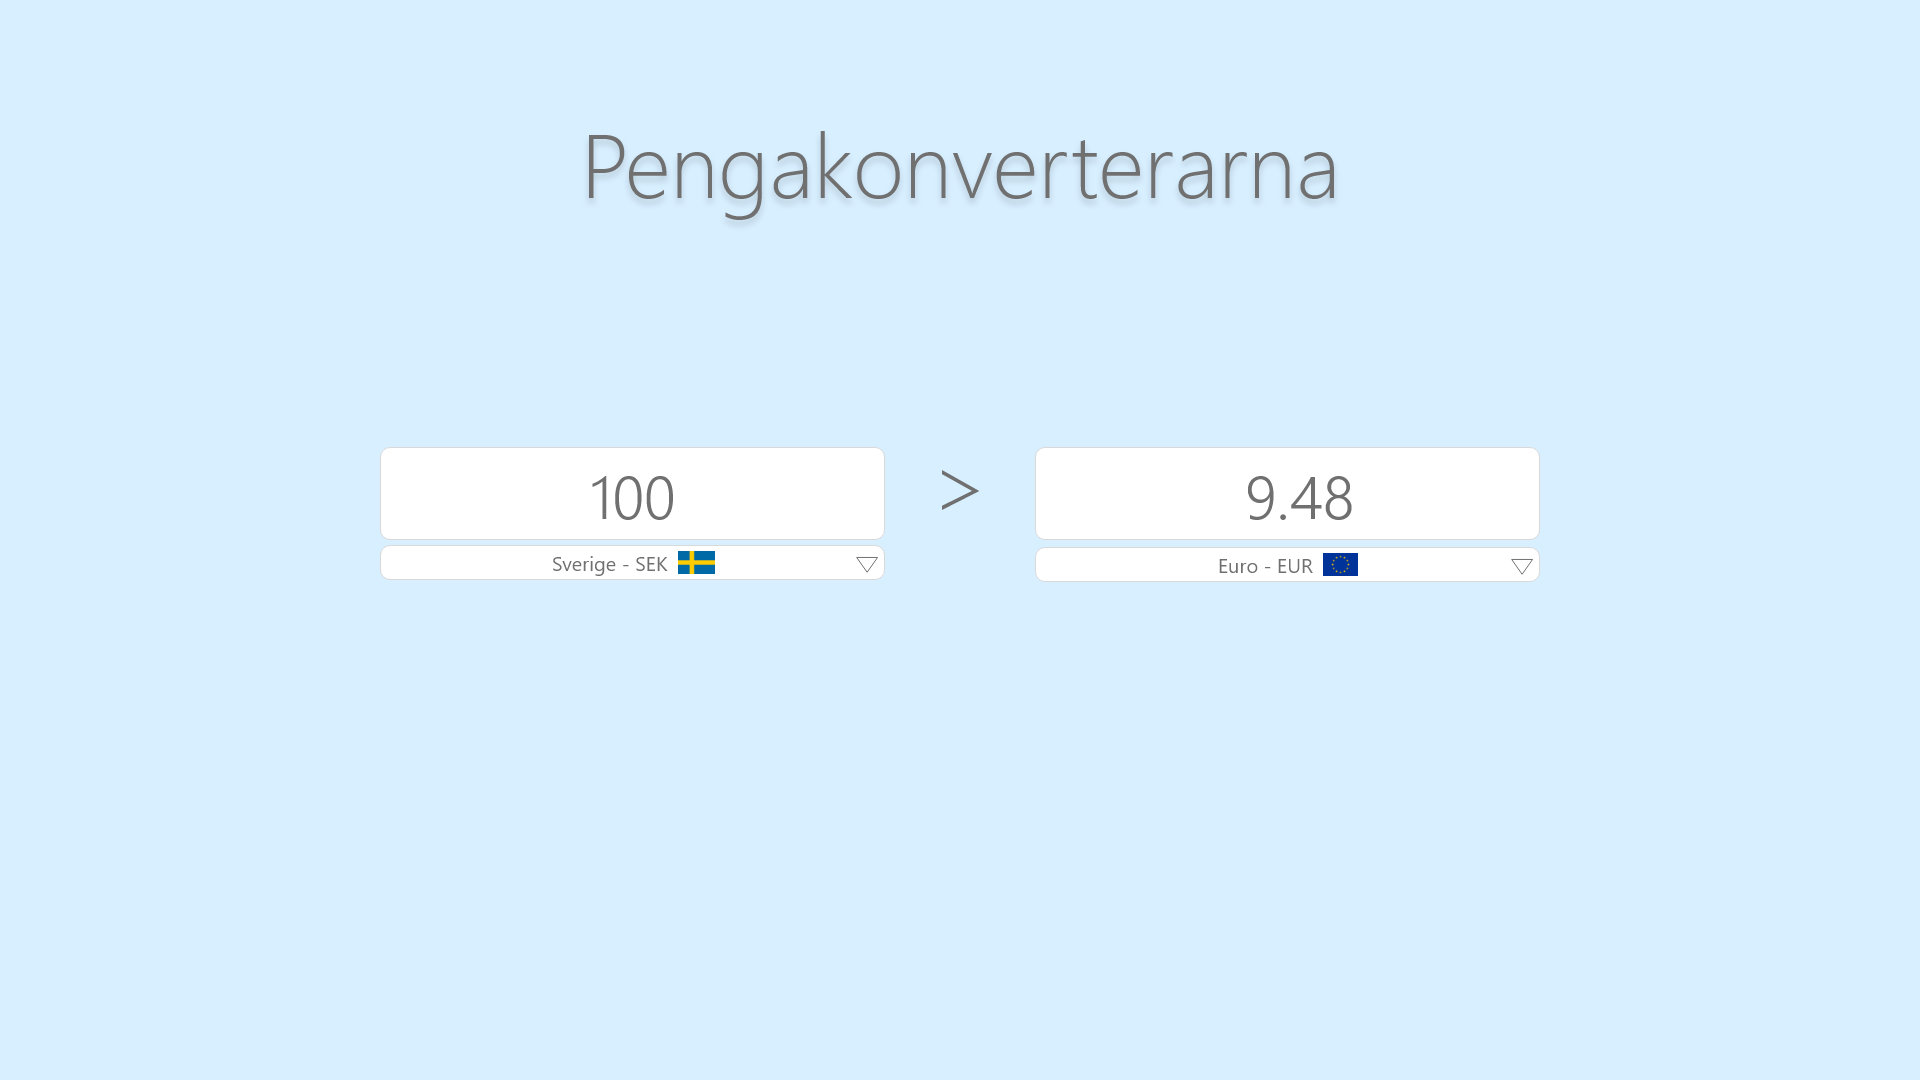 Pengakonverterarna
100 > 9.48
Sverige - SEK Euro - EUR